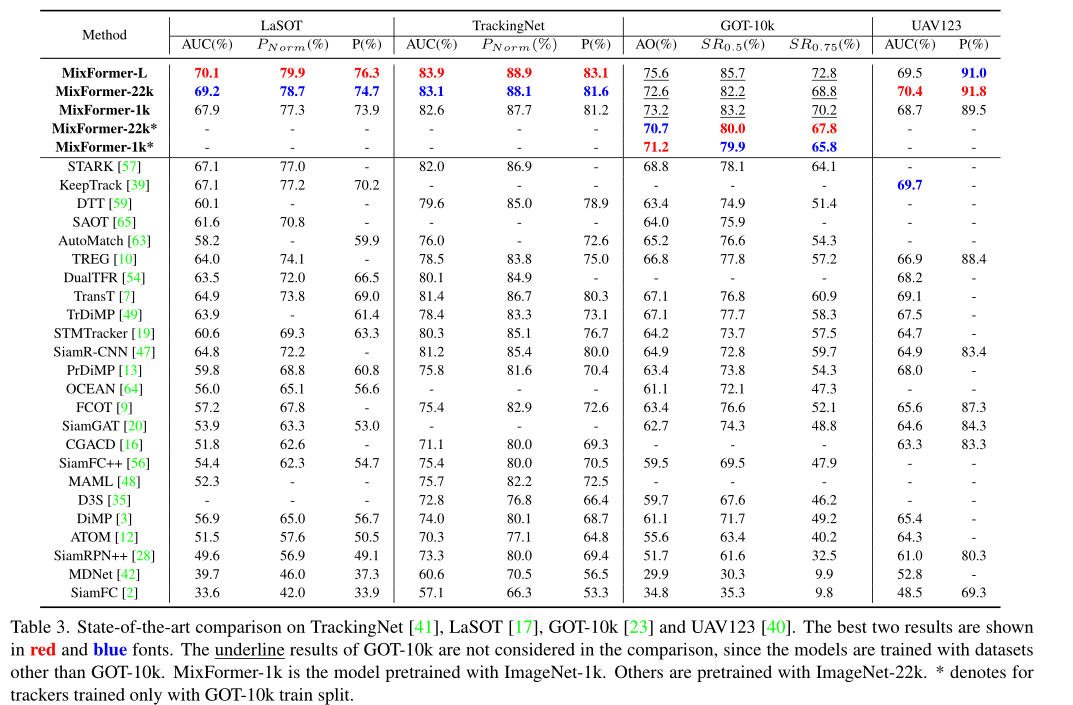 Method LaSOT TrackingNet GOT-10k UAV123
AUC(%) P_Norm(%) P(%) AUC(%) P_Norm(%) P(%) AO(%) SR_0.5(%) SR_0.75(%) AUC(%) P(%)
MixFormer-L 70.1 79.9 76.3 83.9 88.9 83.1 75.6 85.7 72.8 69.5 91.0
MixFormer-22k 69.2 78.7 74.7 83.1 88.1 81.6 72.6 82.2 68.8 70.4 91.8
MixFormer-1k 67.9 77.3 73.9 82.6 87.7 81.2 73.2 83.2 70.2 68.7 89.5
MixFormer-22k* - - - - - - 70.7 80.0 67.8 - -
MixFormer-1k* - - - - - - 71.2 79.9 65.8 - -
STARK [57] 67.1 77.0 - 82.0 86.9 - 68.8 78.1 64.1 - -
KeepTrack [39] 67.1 77.2 70.2 - - - - - - 69.7 -
DTT [59] 60.1 - - 79.6 85.0 78.9 63.4 74.9 51.4 - -
SAOT [65] 61.6 70.8 - - - - 64.0 75.9 - - -
AutoMatch [63] 58.2 - 59.9 76.0 - 72.6 65.2 76.6 54.3 - -
TREG [10] 64.0 74.1 - 78.5 83.8 75.0 66.8 77.8 57.2 66.9 88.4
DualTFR [54] 63.5 72.0 66.5 80.1 84.9 - - - - 68.2 -
TransT [7] 64.9 73.8 69.0 81.4 86.7 80.3 67.1 76.8 60.9 69.1 -
TrDiMP [49] 63.9 - 61.4 78.4 83.3 73.1 67.1 77.7 58.3 67.5 -
STMTracker [19] 60.6 69.3 63.3 80.3 85.1 76.7 64.2 73.7 57.5 64.7 -
SiamR-CNN [47] 64.8 72.2 - 81.2 85.4 80.0 64.9 72.8 59.7 64.9 83.4
PrDiMP [13] 59.8 68.8 60.8 75.8 81.6 70.4 63.4 73.8 54.3 68.0 -
OCEAN [64] 56.0 65.1 56.6 - - - 61.1 72.1 47.3 - -
FCOT [9] 57.2 67.8 - 75.4 82.9 72.6 63.4 76.6 52.1 65.6 87.3
SiamGAT [20] 53.9 63.3 53.0 - - - 62.7 74.3 48.8 64.6 84.3
CGACD [16] 51.8 62.6 - 71.1 80.0 69.3 - - - 63.3 83.3
SiamFC++ [56] 54.4 62.3 54.7 75.4 80.0 70.5 59.5 69.5 47.9 - -
MAML [48] 52.3 - - 75.7 82.2 72.5 - - - - -
D3S [35] - - - 72.8 76.8 66.4 59.7 67.6 46.2 - -
DiMP [3] 56.9 65.0 56.7 74.0 80.1 68.7 61.1 71.7 49.2 65.4 -
ATOM [12] 51.5 57.6 50.5 70.3 77.1 64.8 55.6 63.4 40.2 64.3 -
SiamRPN++ [28] 49.6 56.9 49.1 73.3 80.0 69.4 51.7 61.6 32.5 61.0 80.3
MDNet [42] 39.7 46.0 37.3 60.6 70.5 56.5 29.9 30.3 9.9 52.8 -
SiamFC [2] 33.6 42.0 33.9 57.1 66.3 53.3 34.8 35.3 9.8 48.5 69.3
Table 3. State-of-the-art comparison on TrackingNet [41], LaSOT [17], GOT-10k [23] and UAV123 [40]. The best two results are shown
in red and blue fonts. The underline results of GOT-10k are not considered in the comparison, since the models are trained with datasets
other than GOT-10k. MixFormer-1k is the model pretrained with ImageNet-1k. Others are pretrained with ImageNet-22k. * denotes for
trackers trained only with GOT-10k train split.